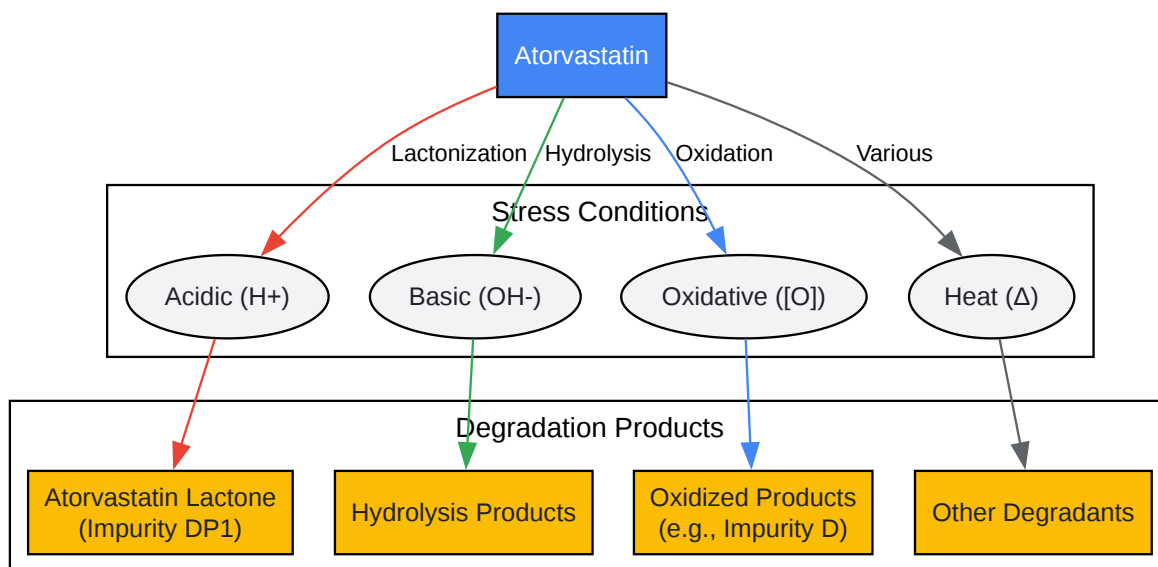 Atorvastatin
Lactonization
Hydrolysis
Oxidation
Various
Stress Conditions
Acidic (H+)
Basic (OH-)
Oxidative ([O])
Heat (Δ)
Degradation Products
Atorvastatin Lactone
(Impurity DP1)
Hydrolysis Products
Oxidized Products
(e.g., Impurity D)
Other Degradants